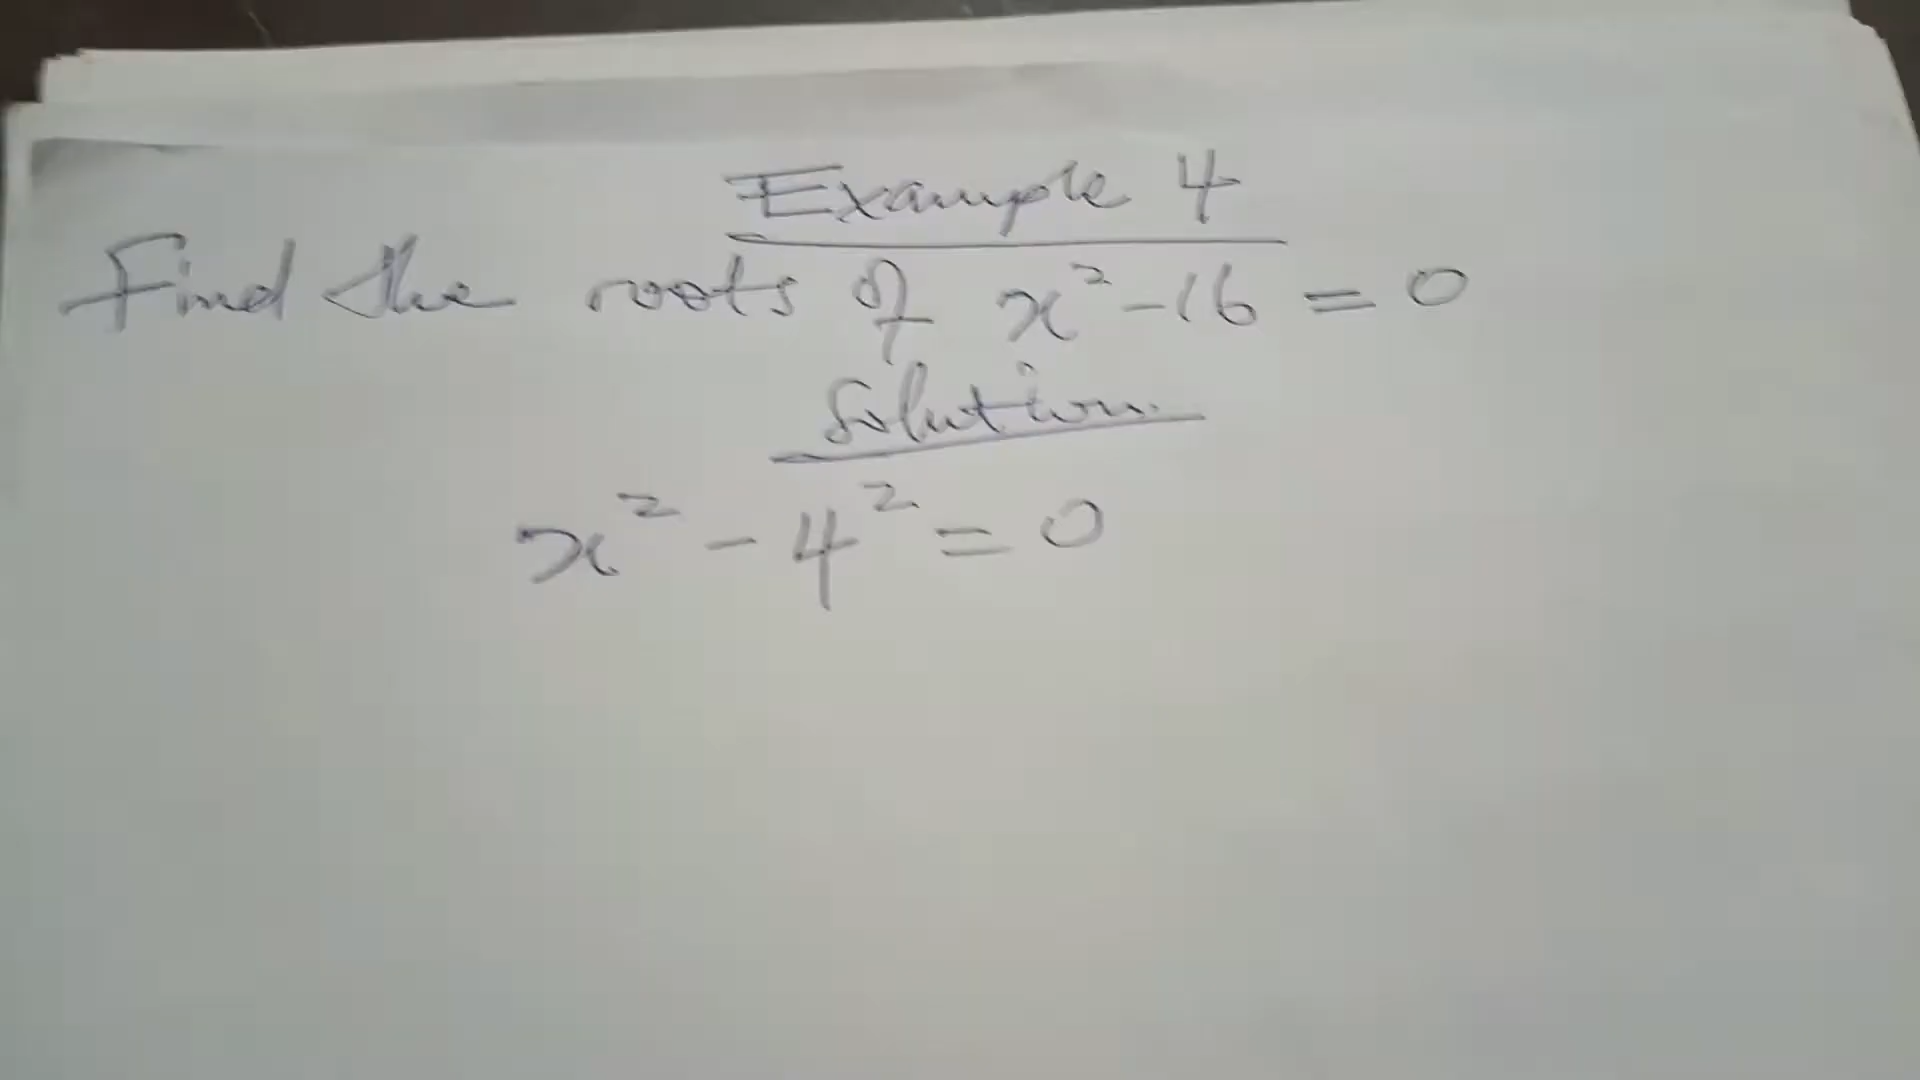 Example 4
Find the roots of x² - 16 = 0
Solution
x² - 4² = 0